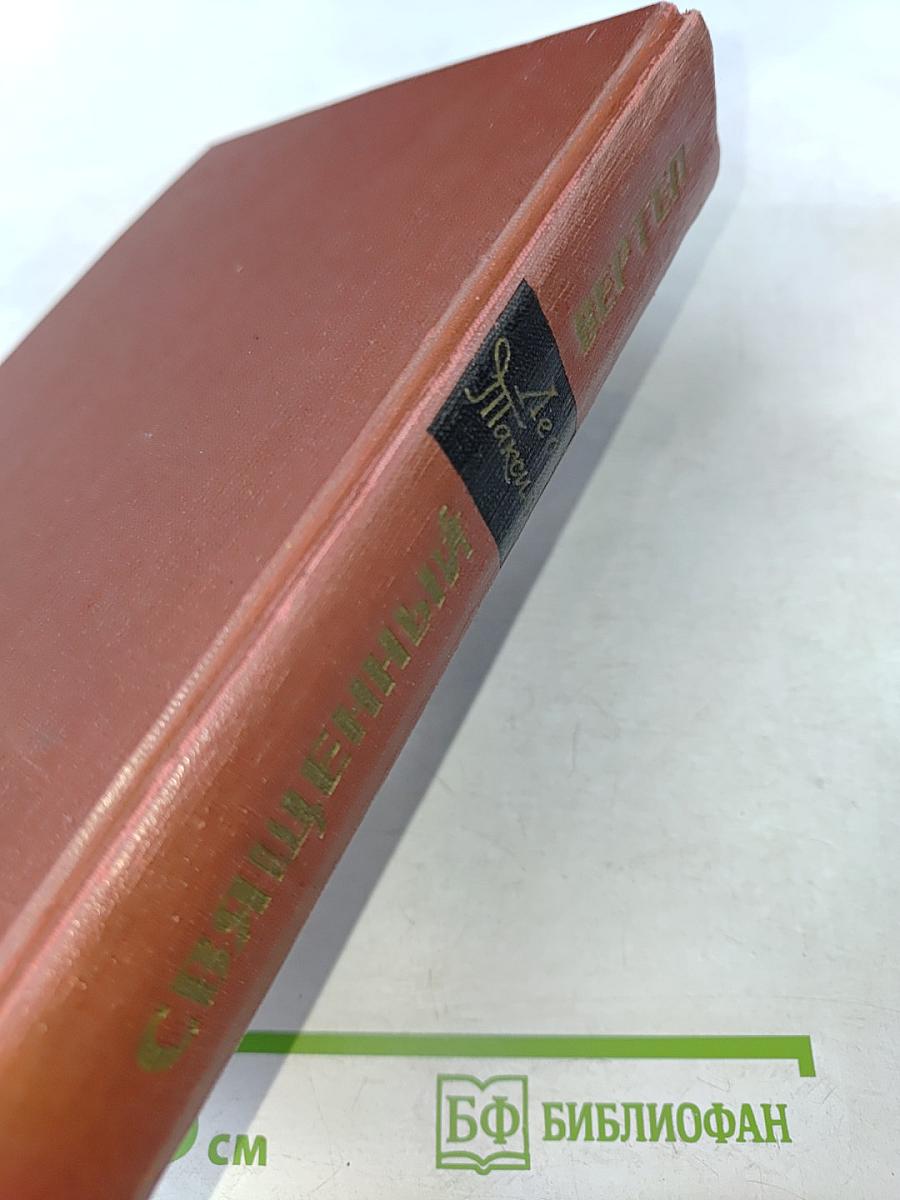 СВЯЩЕННЫЙ
Лео
Таксиль
ВЕРТЕП
см
БФ БИБЛИОФАН